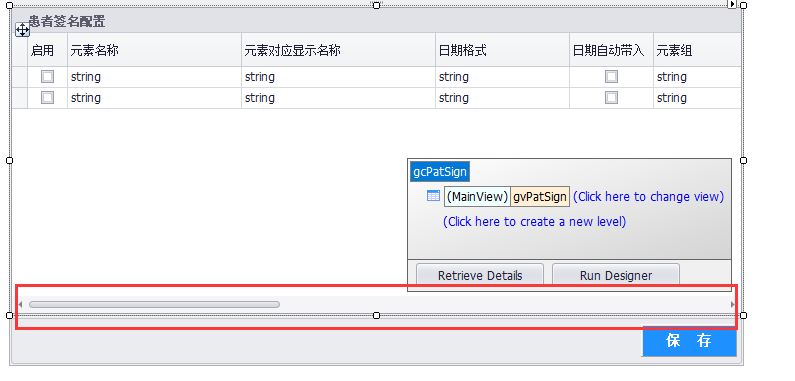 患者签名配置
启用 元素名称 元素对应显示名称 日期格式 日期自动带入 元素组
string string string string
string string string string
gcPatSign
(MainView) gvPatSign (Click here to change view)
(Click here to create a new level)
Retrieve Details Run Designer
保 存